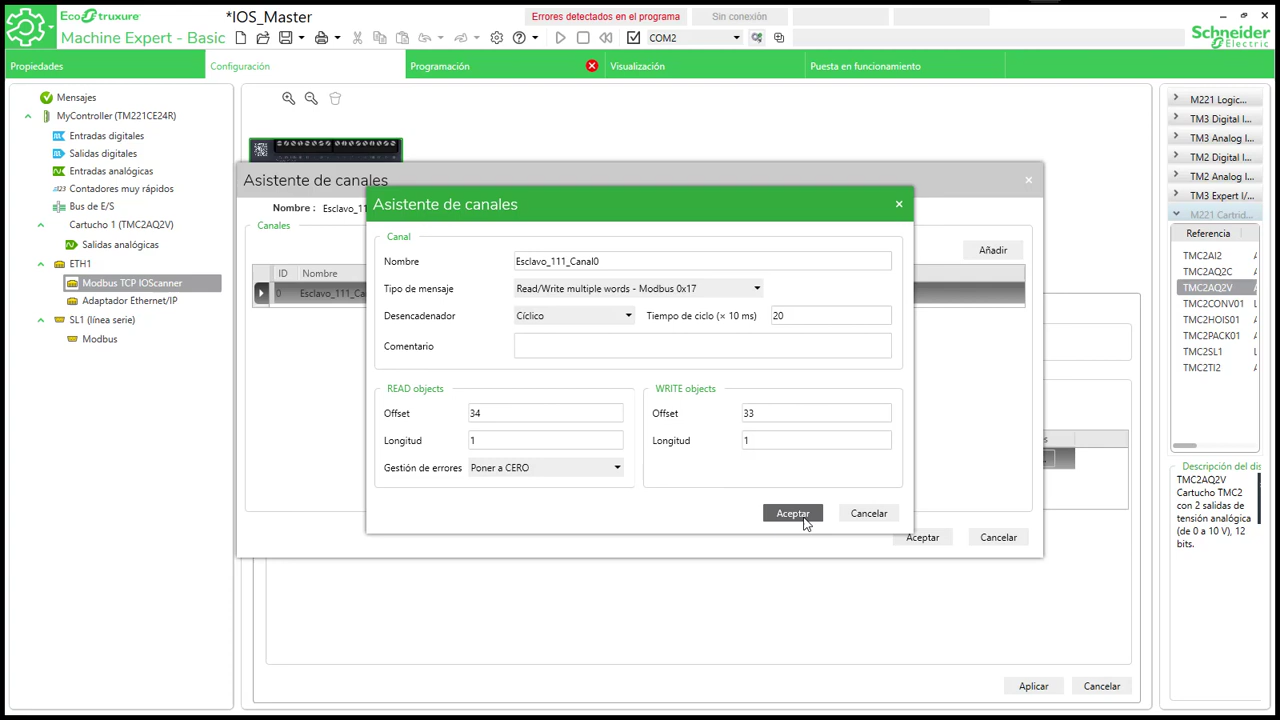 EcoStruxure
Machine Expert - Basic
*IOS_Master
Errores detectados en el programa
Sin conexión
COM2
Schneider
Electric
Propiedades
Configuración
Programación
Visualización
Puesta en funcionamiento
Mensajes
MyController (TM221CE24R)
Entradas digitales
Salidas digitales
Entradas analógicas
Contadores muy rápidos
Bus de E/S
Cartucho 1 (TMC2AQ2V)
Salidas analógicas
ETH1
Modbus TCP IOScanner
Adaptador Ethernet/IP
SL1 (línea serie)
Modbus
Asistente de canales
Nombre : Esclavo_11
Canales
Añadir
ID Nombre
0 Esclavo_111_Ca
Aceptar
Cancelar
Asistente de canales
Canal
Nombre
Esclavo_111_Canal0
Tipo de mensaje
Read/Write multiple words - Modbus 0x17
Desencadenador
Cíclico
Tiempo de ciclo (× 10 ms)
20
Comentario
READ objects
Offset
34
Longitud
1
Gestión de errores
Poner a CERO
WRITE objects
Offset
33
Longitud
1
Aceptar
Cancelar
Aplicar
Cancelar
M221 Logic...
TM3 Digital I...
TM3 Analog I...
TM2 Digital I...
TM2 Analog I...
TM3 Expert I/...
M221 Cartrid...
Referencia
TMC2AI2
TMC2AQ2C
TMC2AQ2V
TMC2CONV01
TMC2HOIS01
TMC2PACK01
TMC2SL1
TMC2TI2
Descripción del dis
TMC2AQ2V
Cartucho TMC2
con 2 salidas de
tensión analógica
(de 0 a 10 V), 12
bits.